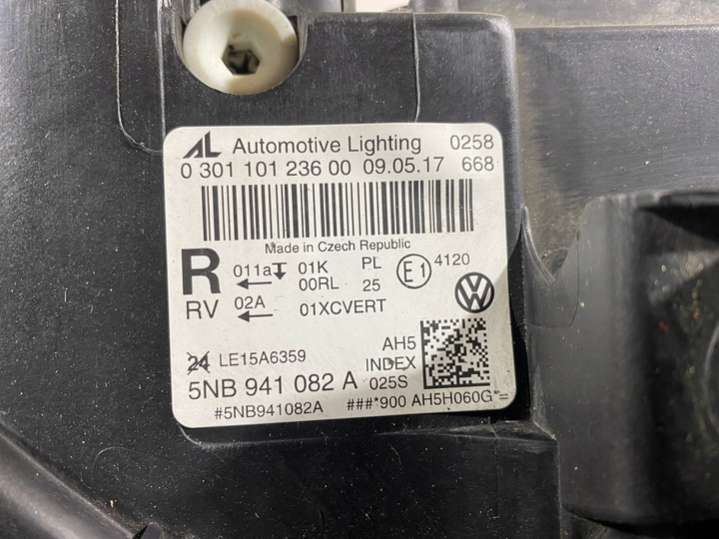 AL Automotive Lighting 0258
0 301 101 236 00 09.05.17 668
Made in Czech Republic
R 011a 01K PL E1 4120
00RL 25
RV 02A 01XCVERT
VW
24 LE15A6359 AH5
INDEX
5NB 941 082 A 025S
#5NB941082A ###*900 AH5H060G*=